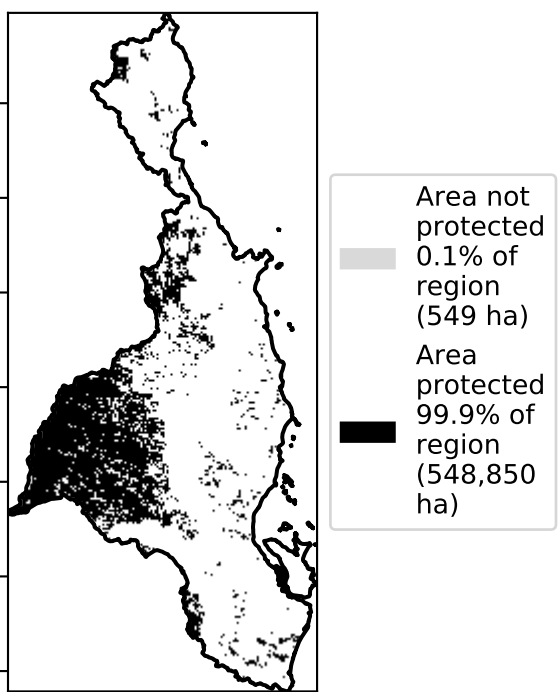 Area not
protected
0.1% of
region
(549 ha)
Area
protected
99.9% of
region
(548,850
ha)